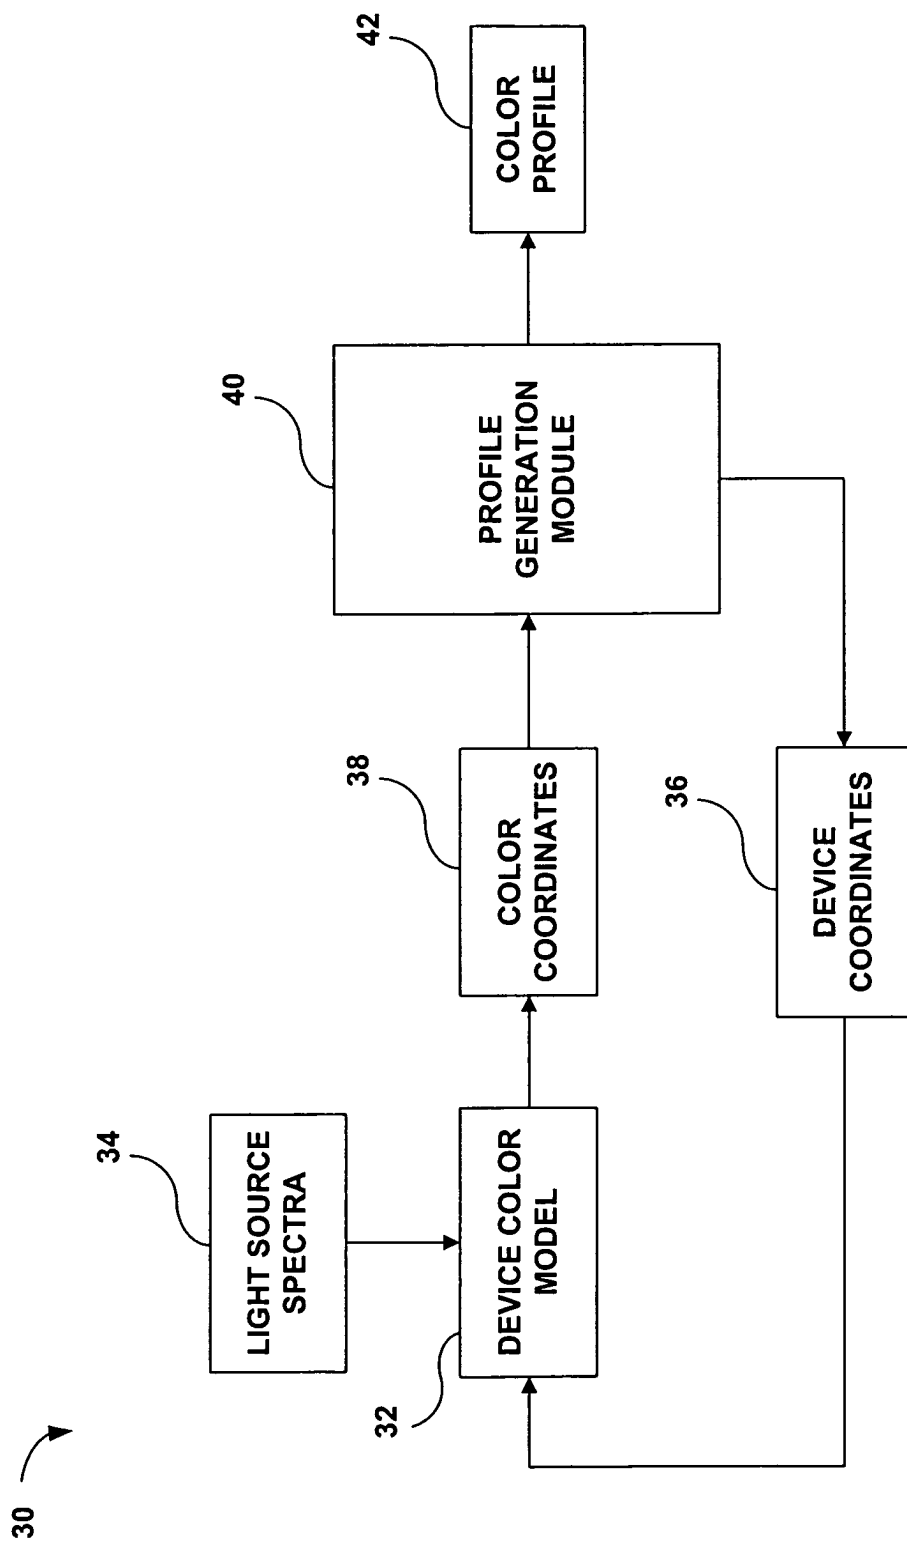 30
34
LIGHT SOURCE
SPECTRA
32
DEVICE COLOR
MODEL
38
COLOR
COORDINATES
40
PROFILE
GENERATION
MODULE
42
COLOR
PROFILE
36
DEVICE
COORDINATES